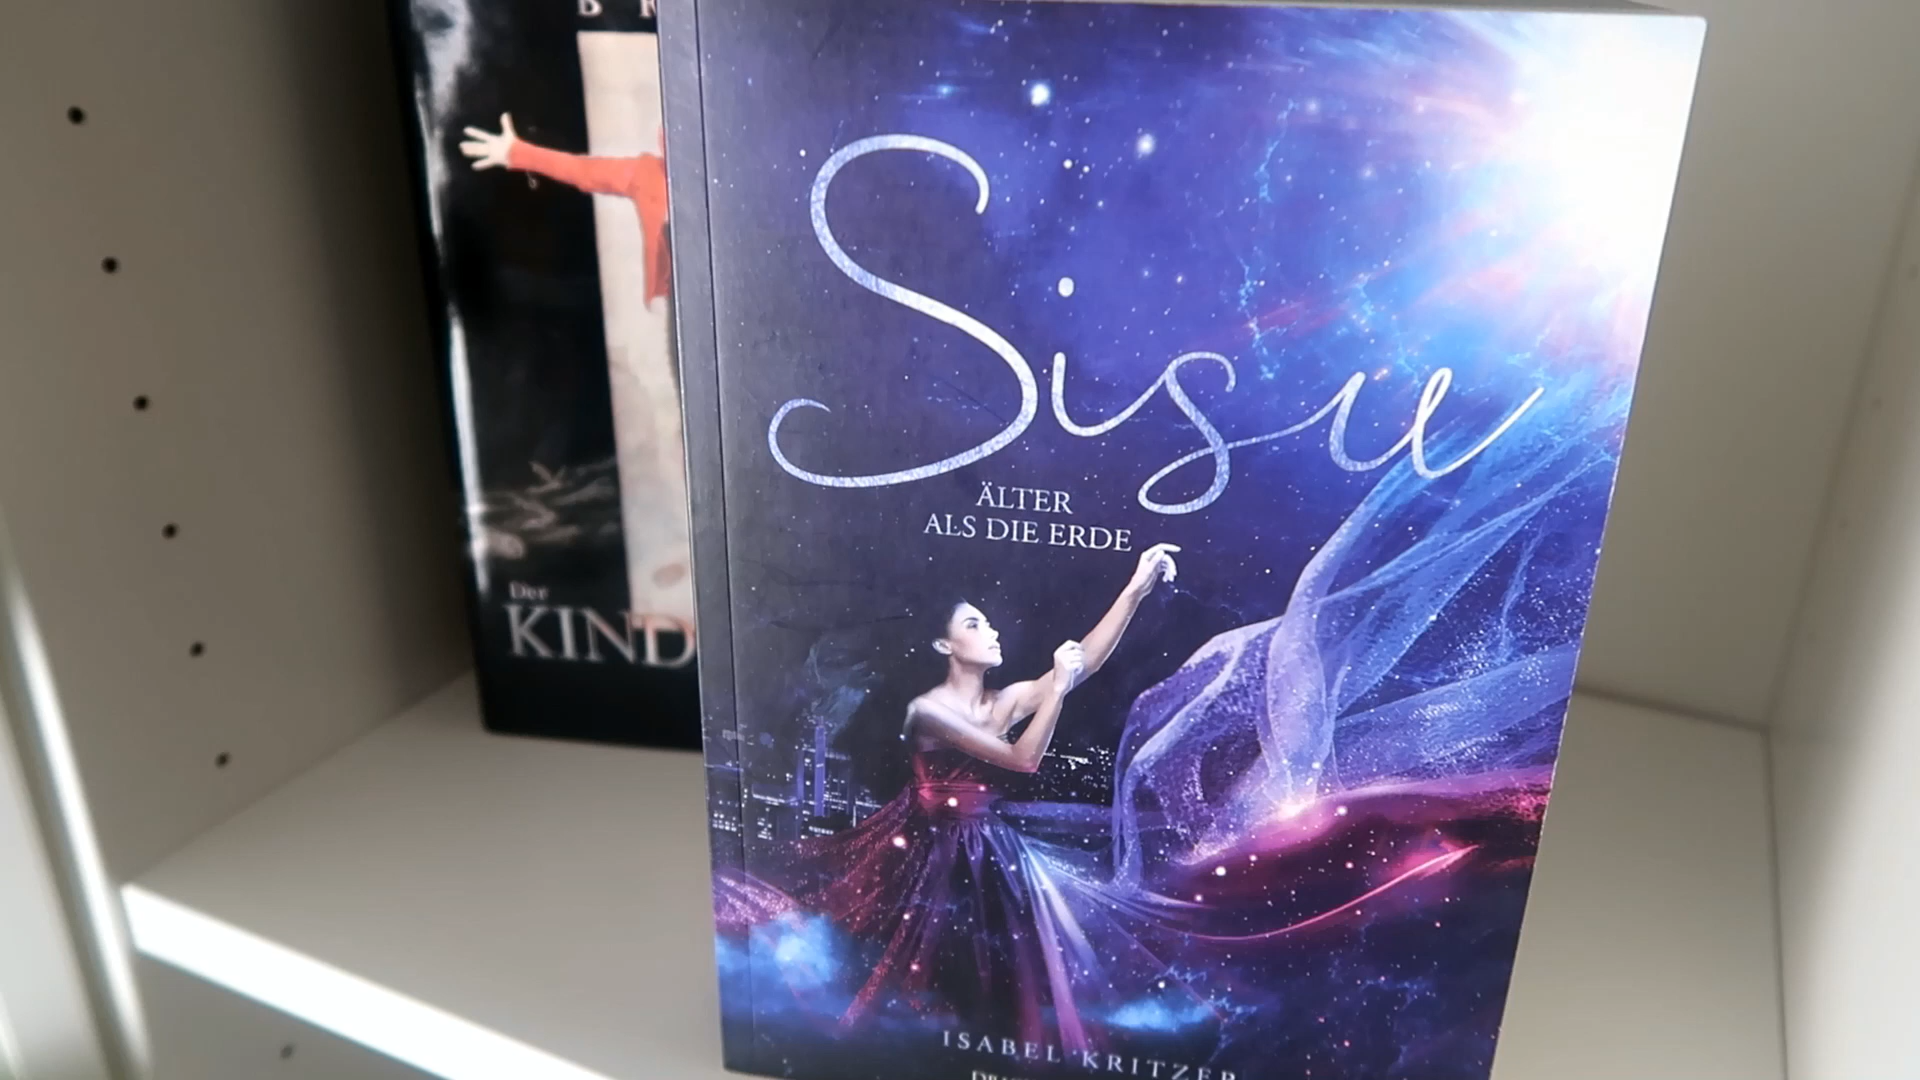 Sisu
ÄLTER
ALS DIE ERDE
ISABEL KRITZER
Der
KIND